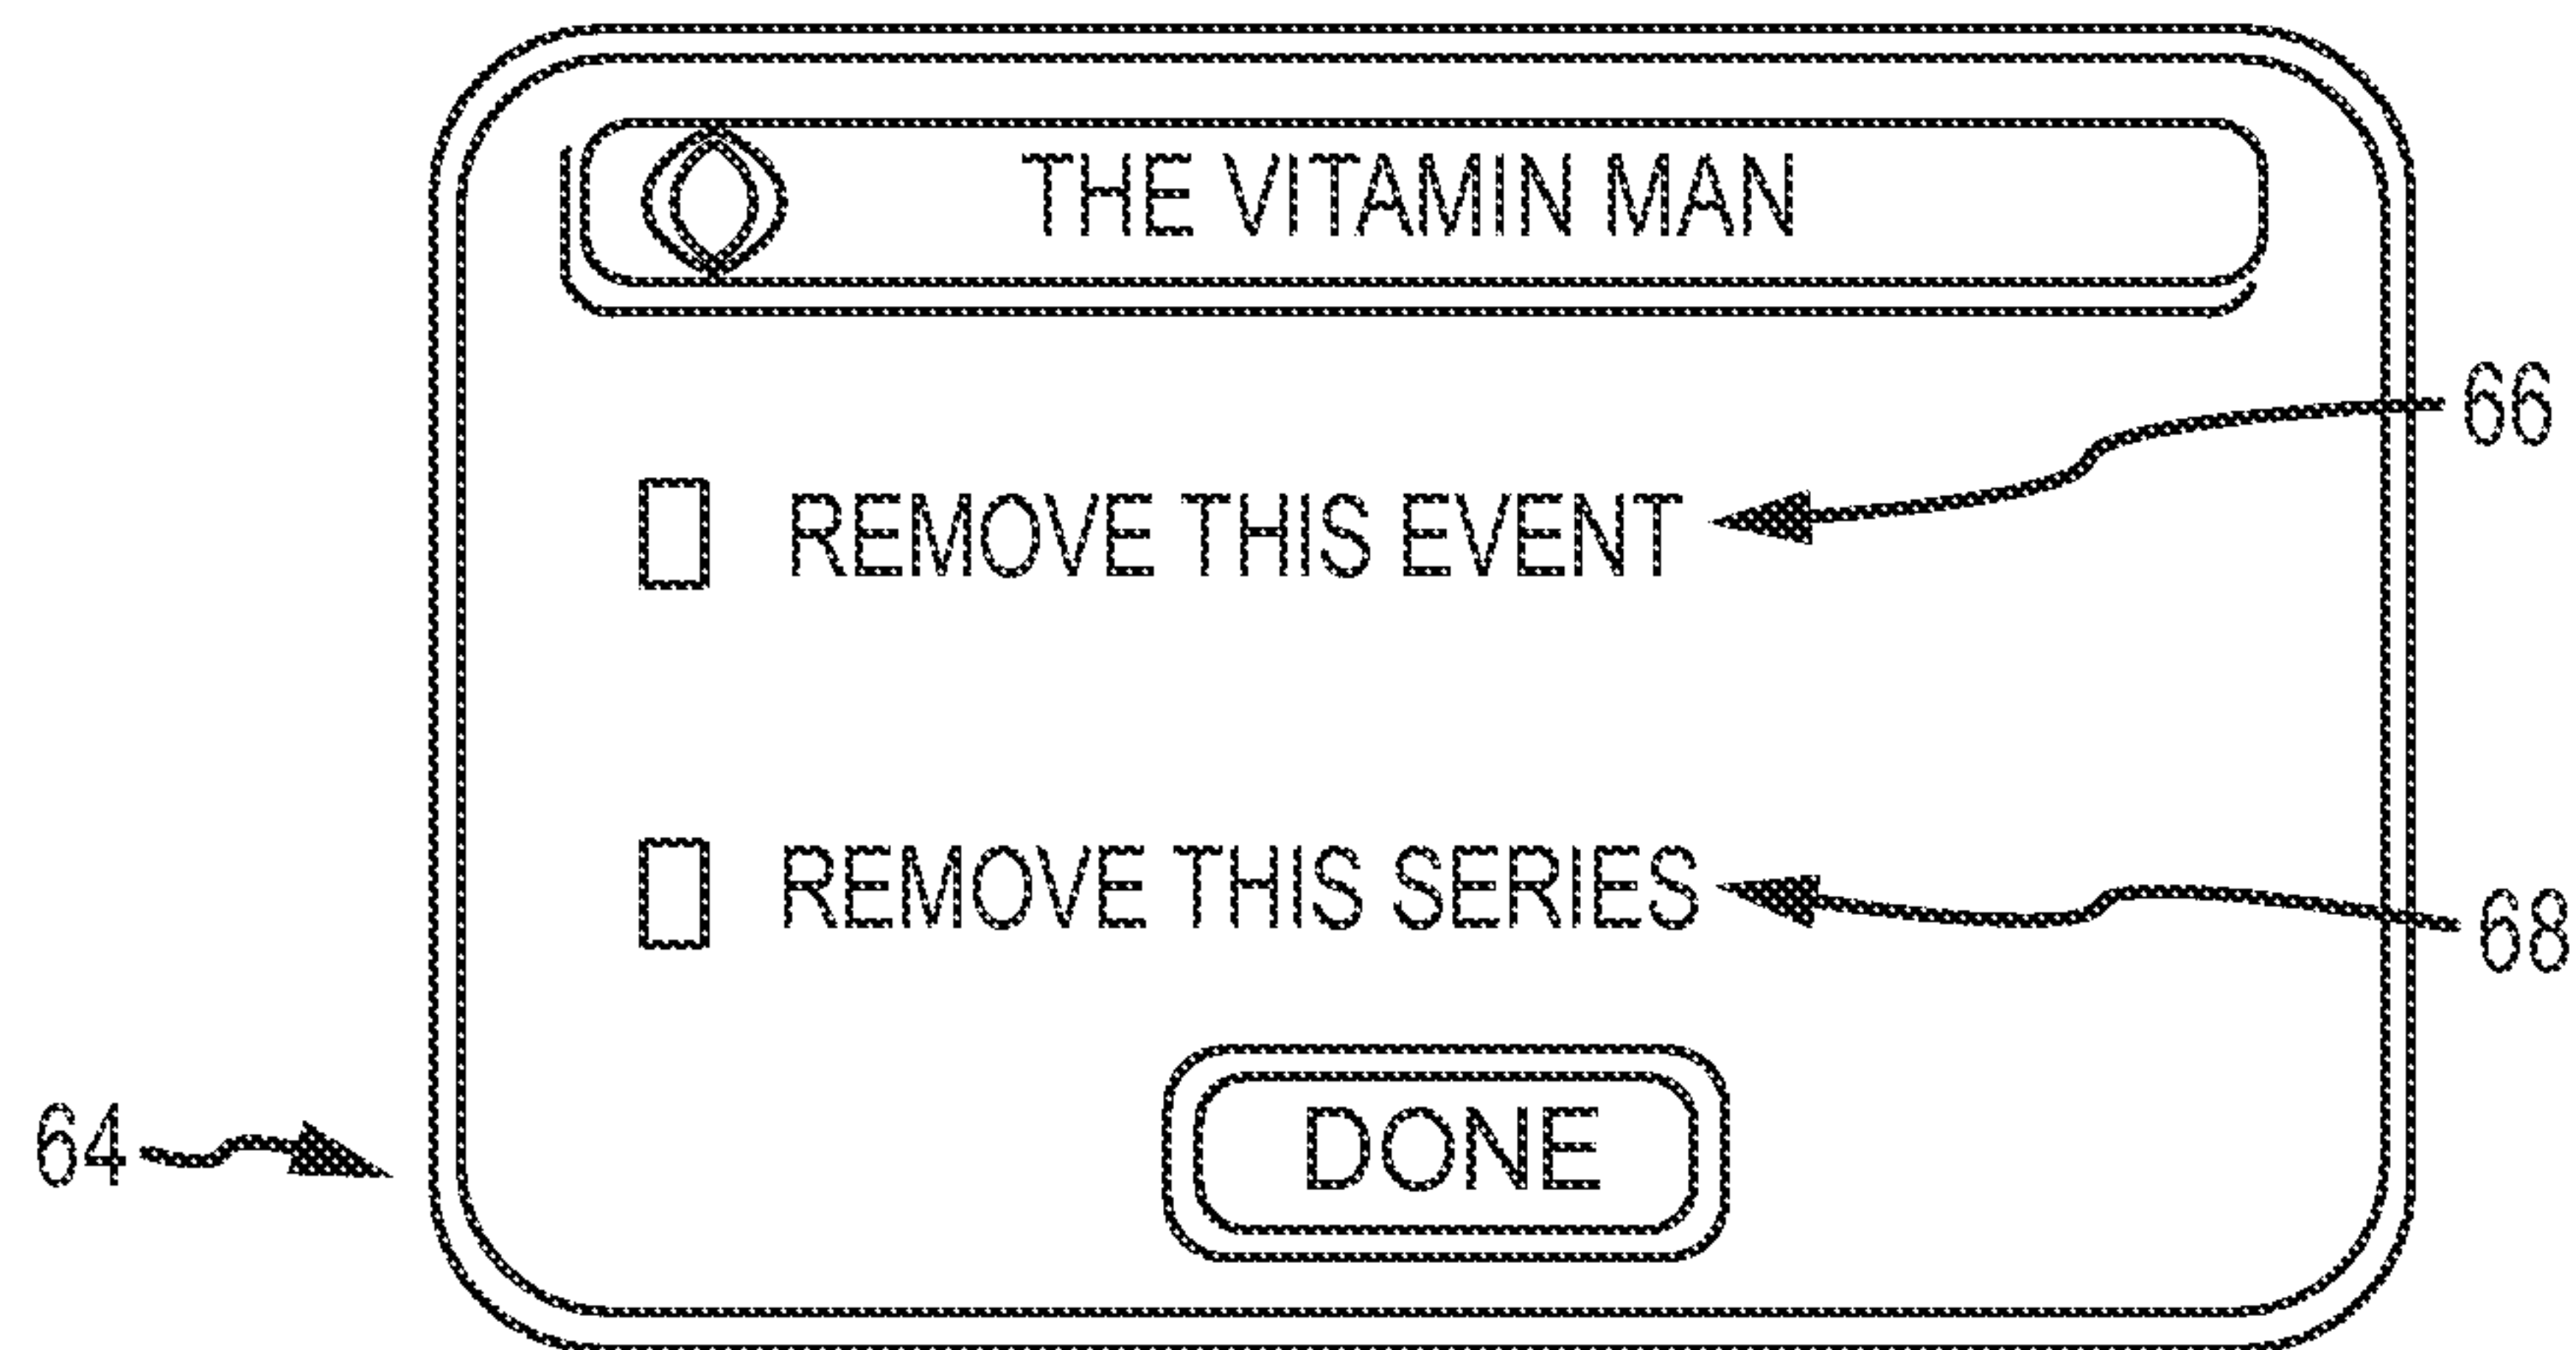 THE VITAMIN MAN
66
REMOVE THIS EVENT
REMOVE THIS SERIES
68
64
DONE